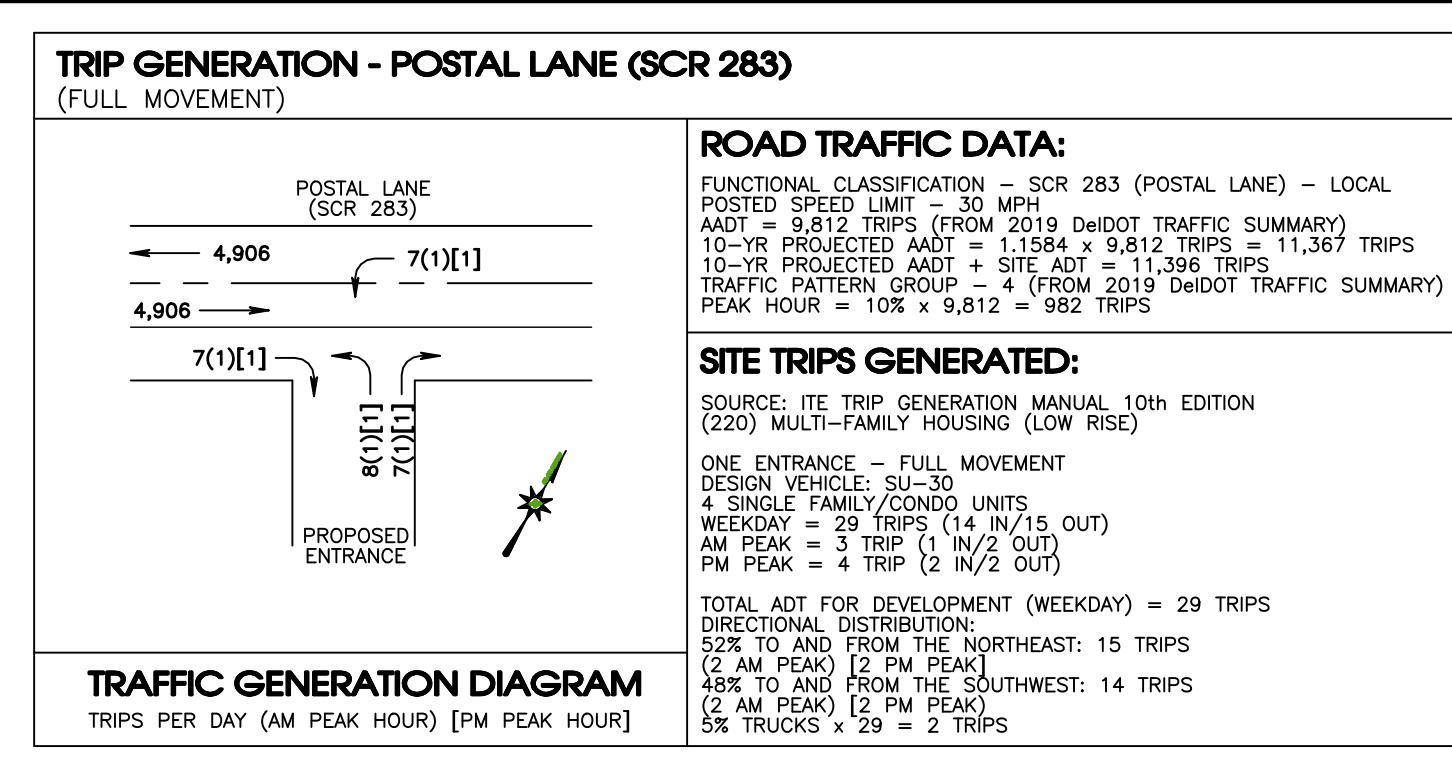 TRIP GENERATION - POSTAL LANE (SCR 283)
(FULL MOVEMENT)
POSTAL LANE
(SCR 283)
4,906
7(1)[1]
4,906
7(1)[1]
8(1)[1]
7(1)[1]
PROPOSED
ENTRANCE
TRAFFIC GENERATION DIAGRAM
TRIPS PER DAY (AM PEAK HOUR) [PM PEAK HOUR]
ROAD TRAFFIC DATA:
FUNCTIONAL CLASSIFICATION – SCR 283 (POSTAL LANE) – LOCAL
POSTED SPEED LIMIT – 30 MPH
AADT = 9,812 TRIPS (FROM 2019 DelDOT TRAFFIC SUMMARY)
10–YR PROJECTED AADT = 1.1584 x 9,812 TRIPS = 11,367 TRIPS
10–YR PROJECTED AADT + SITE ADT = 11,396 TRIPS
TRAFFIC PATTERN GROUP – 4 (FROM 2019 DelDOT TRAFFIC SUMMARY)
PEAK HOUR = 10% x 9,812 = 982 TRIPS
SITE TRIPS GENERATED:
SOURCE: ITE TRIP GENERATION MANUAL 10th EDITION
(220) MULTI–FAMILY HOUSING (LOW RISE)
ONE ENTRANCE – FULL MOVEMENT
DESIGN VEHICLE: SU–30
4 SINGLE FAMILY/CONDO UNITS
WEEKDAY = 29 TRIPS (14 IN/15 OUT)
AM PEAK = 3 TRIP (1 IN/2 OUT)
PM PEAK = 4 TRIP (2 IN/2 OUT)
TOTAL ADT FOR DEVELOPMENT (WEEKDAY) = 29 TRIPS
DIRECTIONAL DISTRIBUTION:
52% TO AND FROM THE NORTHEAST: 15 TRIPS
(2 AM PEAK) [2 PM PEAK]
48% TO AND FROM THE SOUTHWEST: 14 TRIPS
(2 AM PEAK) [2 PM PEAK)
5% TRUCKS x 29 = 2 TRIPS